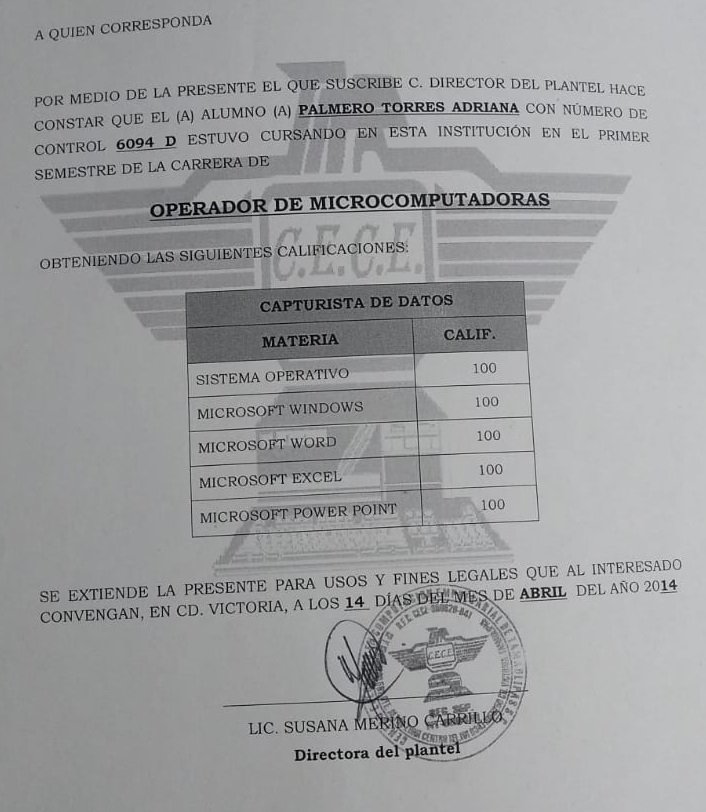 A QUIEN CORRESPONDA
POR MEDIO DE LA PRESENTE EL QUE SUSCRIBE C. DIRECTOR DEL PLANTEL HACE
CONSTAR QUE EL (A) ALUMNO (A) PALMERO TORRES ADRIANA CON NÚMERO DE
CONTROL 6094 D ESTUVO CURSANDO EN ESTA INSTITUCIÓN EN EL PRIMER
SEMESTRE DE LA CARRERA DE
OPERADOR DE MICROCOMPUTADORAS
C.E.C.E.
OBTENIENDO LAS SIGUIENTES CALIFICACIONES:
CAPTURISTA DE DATOS
MATERIA CALIF.
SISTEMA OPERATIVO 100
MICROSOFT WINDOWS 100
MICROSOFT WORD 100
MICROSOFT EXCEL 100
MICROSOFT POWER POINT 100
SE EXTIENDE LA PRESENTE PARA USOS Y FINES LEGALES QUE AL INTERESADO
CONVENGAN, EN CD. VICTORIA, A LOS 14 DÍAS DEL MES DE ABRIL DEL AÑO 2014
C.E.C.E.
LIC. SUSANA MERINO CARRILLO
Directora del plantel